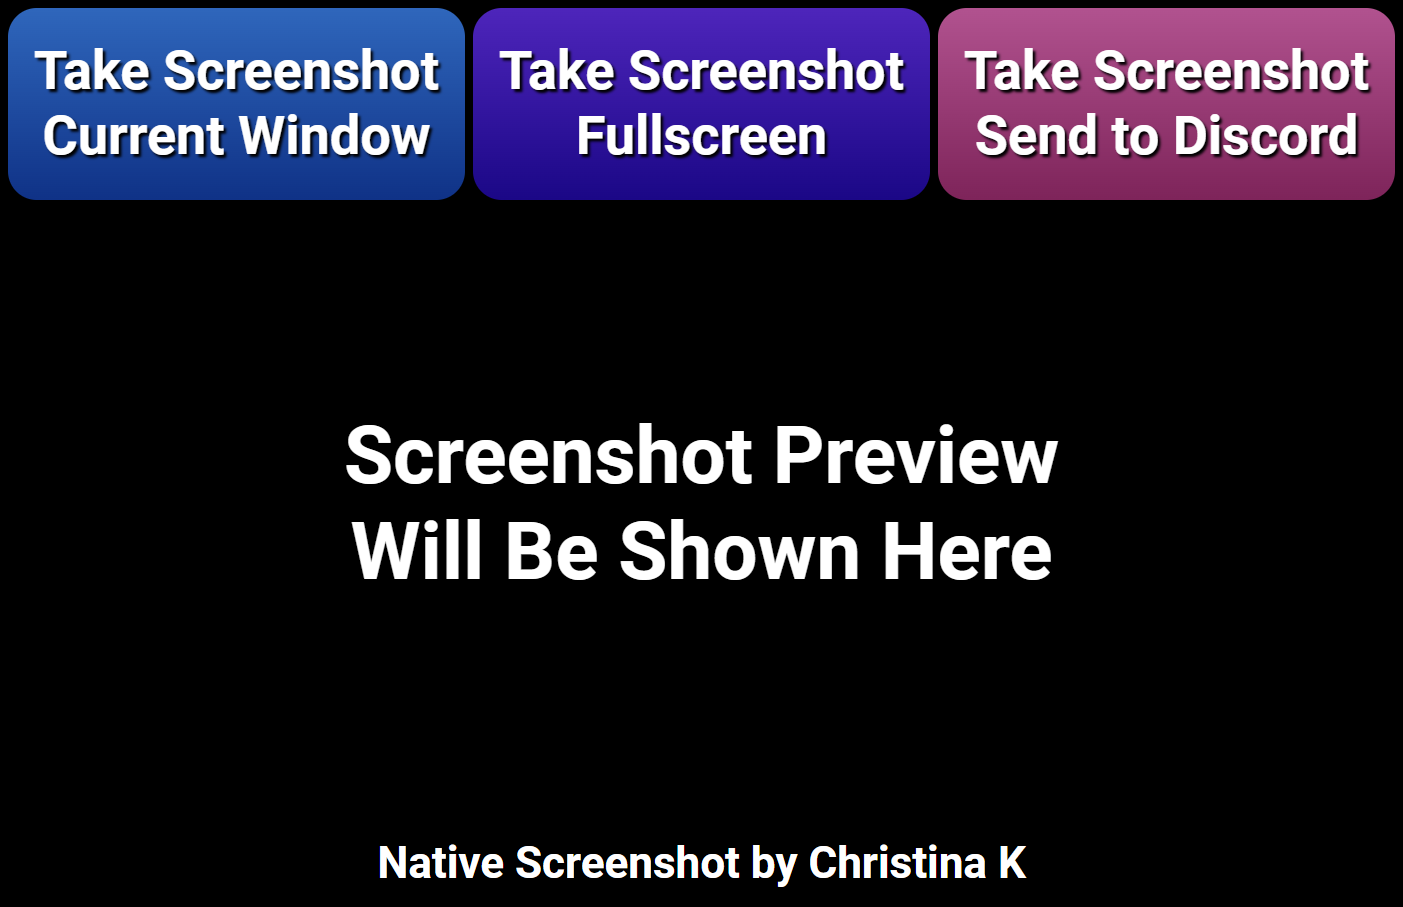 Take Screenshot
Current Window
Take Screenshot
Fullscreen
Take Screenshot
Send to Discord
Screenshot Preview
Will Be Shown Here
Native Screenshot by Christina K